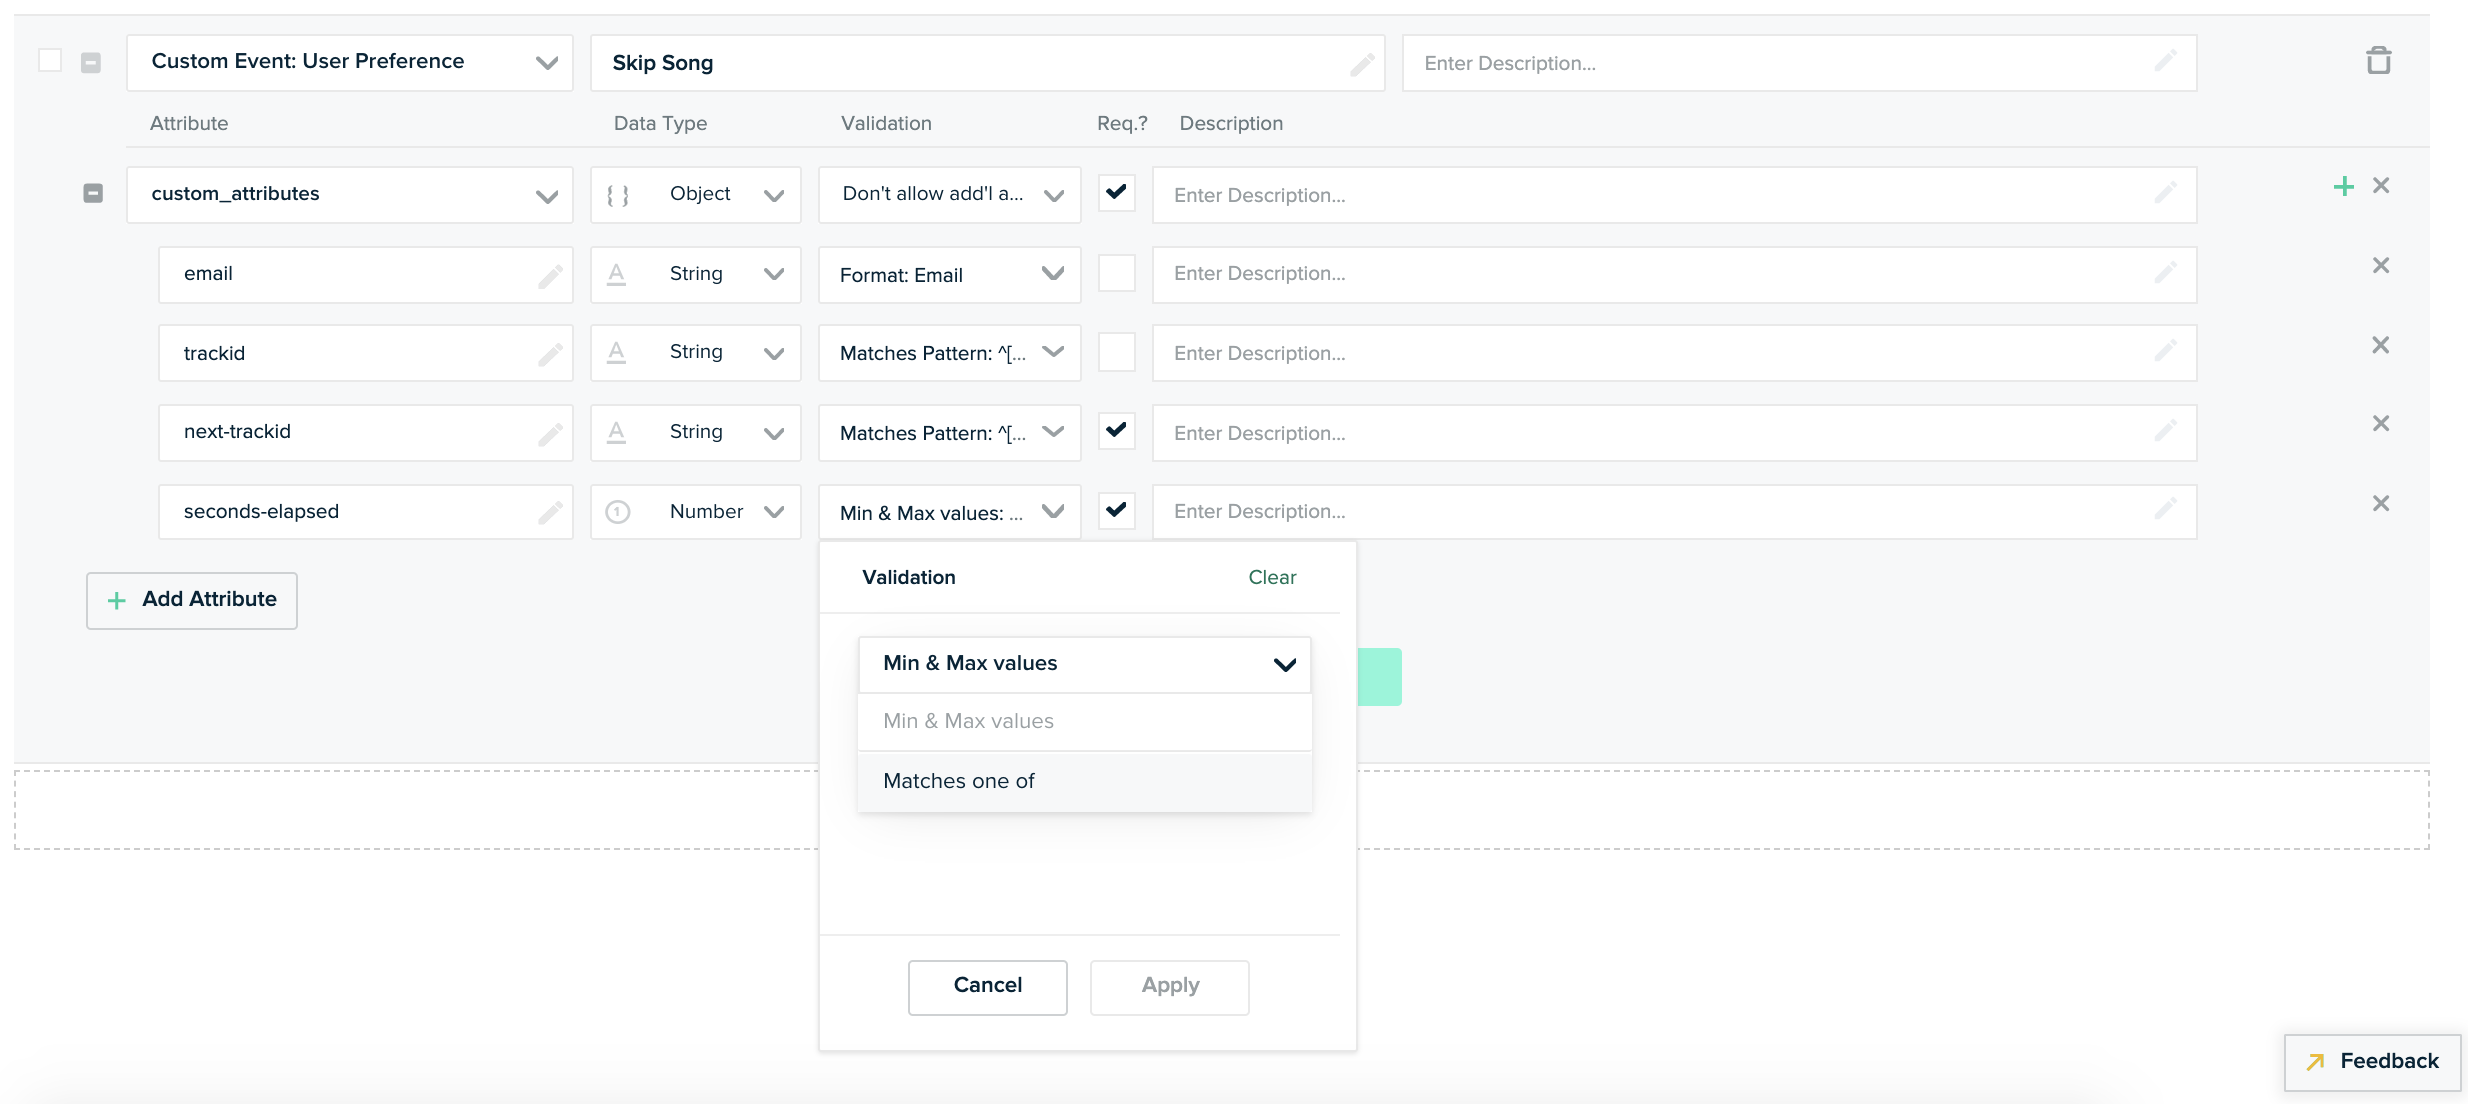 Custom Event: User Preference
Skip Song
Enter Description...
Attribute
Data Type
Validation
Req.?
Description
custom_attributes
Object
Don't allow add'l a...
Enter Description...
email
String
Format: Email
Enter Description...
trackid
String
Matches Pattern: ^[...
Enter Description...
next-trackid
String
Matches Pattern: ^[...
Enter Description...
seconds-elapsed
1
Number
Min & Max values: ...
Enter Description...
Add Attribute
Validation
Clear
Min & Max values
Min & Max values
Matches one of
Cancel
Apply
Feedback